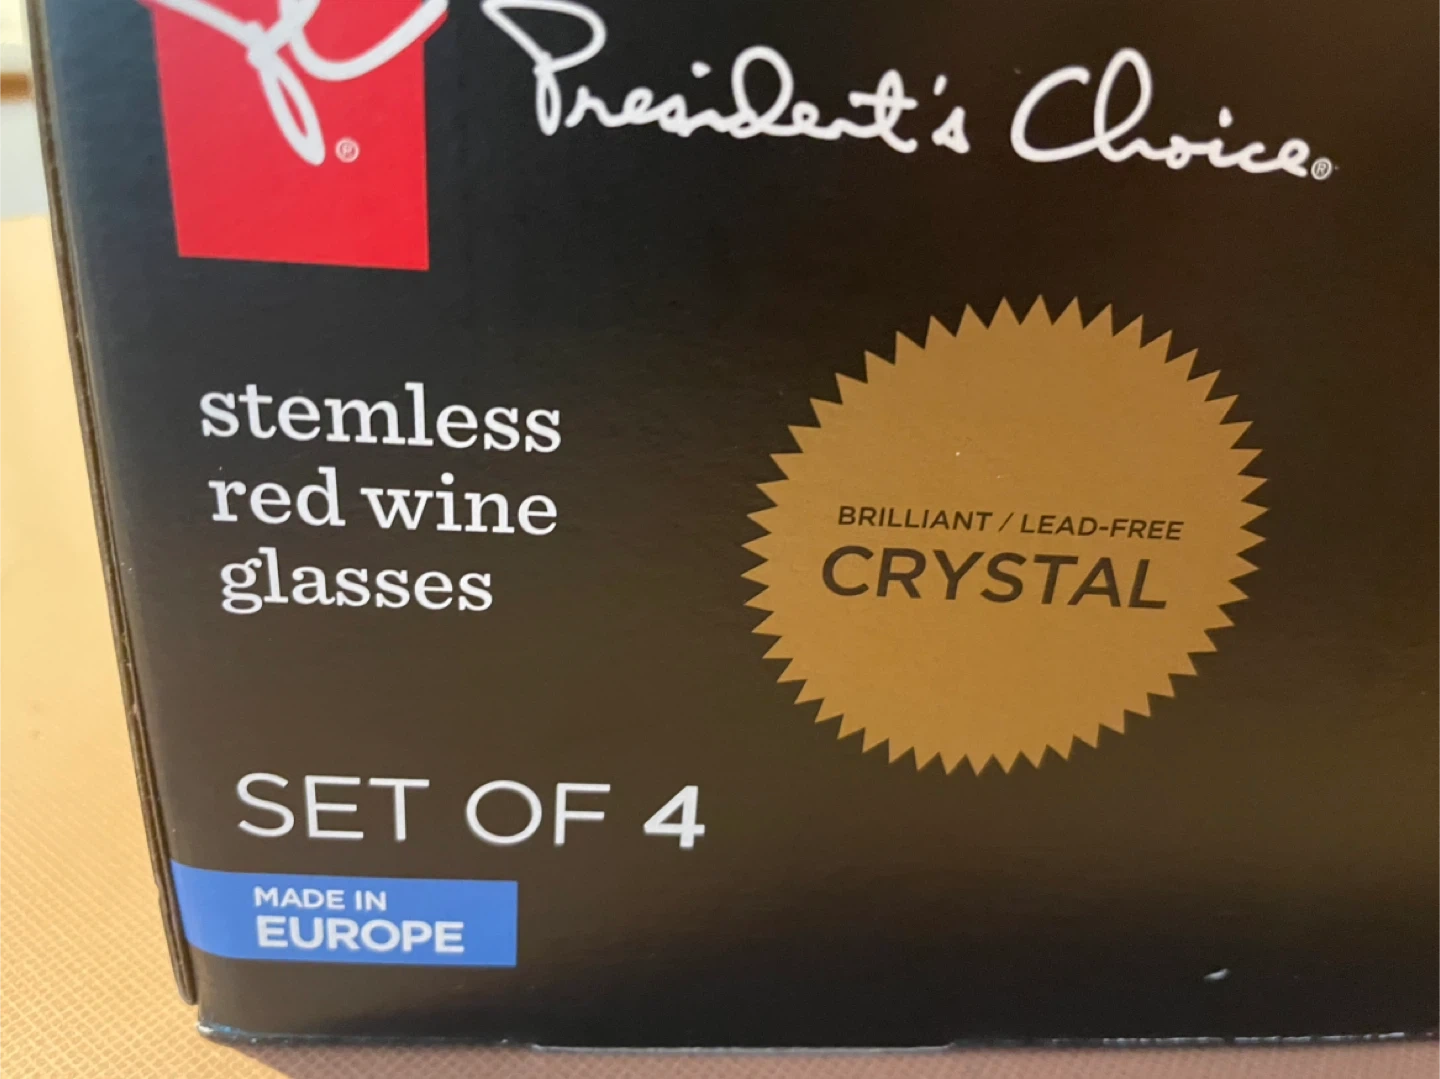 President's Choice®
stemless
red wine
glasses
BRILLIANT / LEAD-FREE
CRYSTAL
SET OF 4
MADE IN
EUROPE